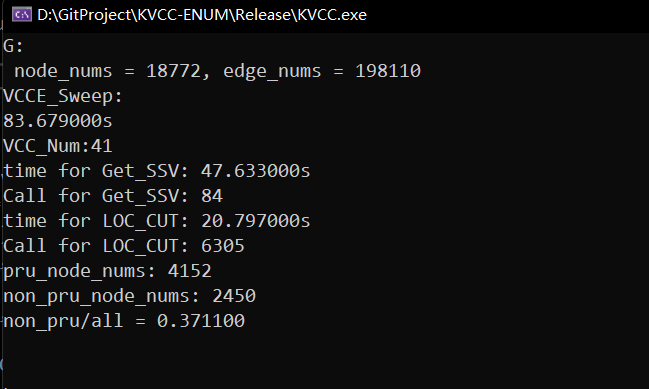 D:\GitProject\KVCC-ENUM\Release\KVCC.exe
G:
node_nums = 18772, edge_nums = 198110
VCCE_Sweep:
83.679000s
VCC_Num:41
time for Get_SSV: 47.633000s
Call for Get_SSV: 84
time for LOC_CUT: 20.797000s
Call for LOC_CUT: 6305
pru_node_nums: 4152
non_pru_node_nums: 2450
non_pru/all = 0.371100